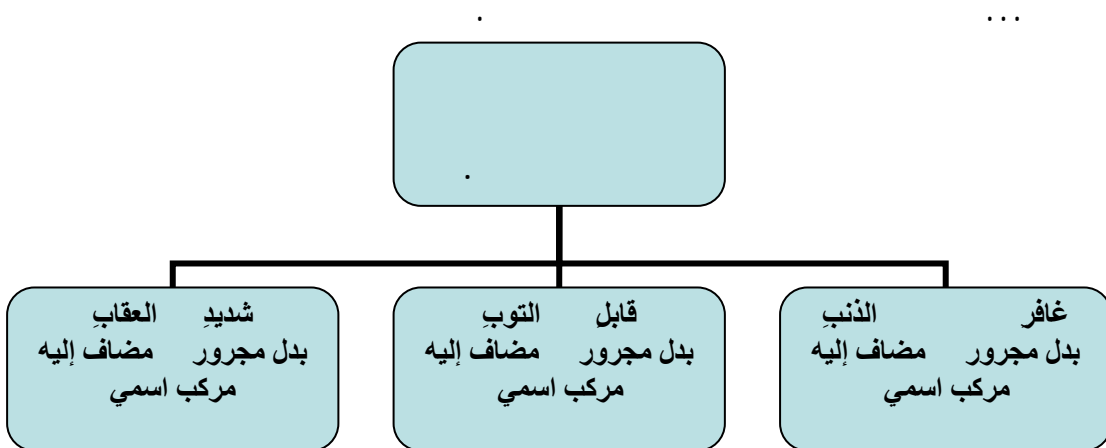 . . .
.
.
غافر الذنبِ
بدل مجرور مضاف إليه
مركب اسمي
قابلِ التوبِ
بدل مجرور مضاف إليه
مركب اسمي
شديدِ العقابِ
بدل مجرور مضاف إليه
مركب اسمي